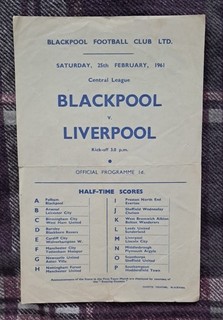 BLACKPOOL FOOTBALL CLUB LTD.
SATURDAY, 25th FEBRUARY, 1961
Central League
BLACKPOOL
v.
LIVERPOOL
Kick-off 3.0 p.m.
OFFICIAL PROGRAMME 1d.
HALF-TIME SCORES
A Fulham
Blackpool
B Arsenal
Leicester City
C Birmingham City
West Ham United
D Burnley
Blackburn Rovers
E Cardiff City
Wolverhampton W.
F Manchester City
Tottenham Hotspur
G Newcastle United
Aston Villa
H Nottingham Forest
Manchester United
I Preston North End
Everton
J Sheffield Wednesday
Chelsea
K West Bromwich Albion
Bolton Wanderers
L Leeds United
Sunderland
M Liverpool
Lincoln City
N Middlesbrough
Plymouth Argyle
O Scunthorpe
Sheffield United
P Southampton
Huddersfield Town